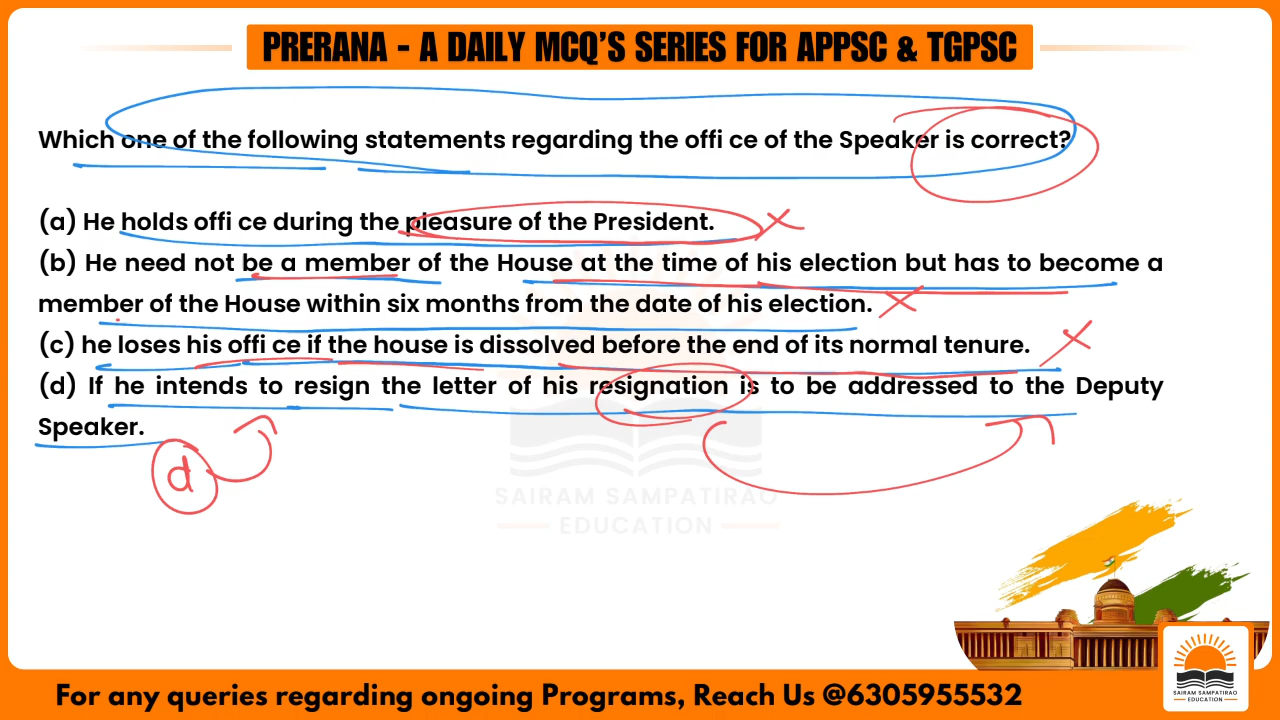 PRERANA - A DAILY MCQ'S SERIES FOR APPSC & TGPSC
Which one of the following statements regarding the offi ce of the Speaker is correct?
(a) He holds offi ce during the pleasure of the President.
(b) He need not be a member of the House at the time of his election but has to become a
member of the House within six months from the date of his election.
(c) he loses his offi ce if the house is dissolved before the end of its normal tenure.
(d) If he intends to resign the letter of his resignation is to be addressed to the Deputy
Speaker.
d
SAIRAM SAMPATIRAO
EDUCATION
For any queries regarding ongoing Programs, Reach Us @6305955532
SAIRAM SAMPATIRAO
EDUCATION